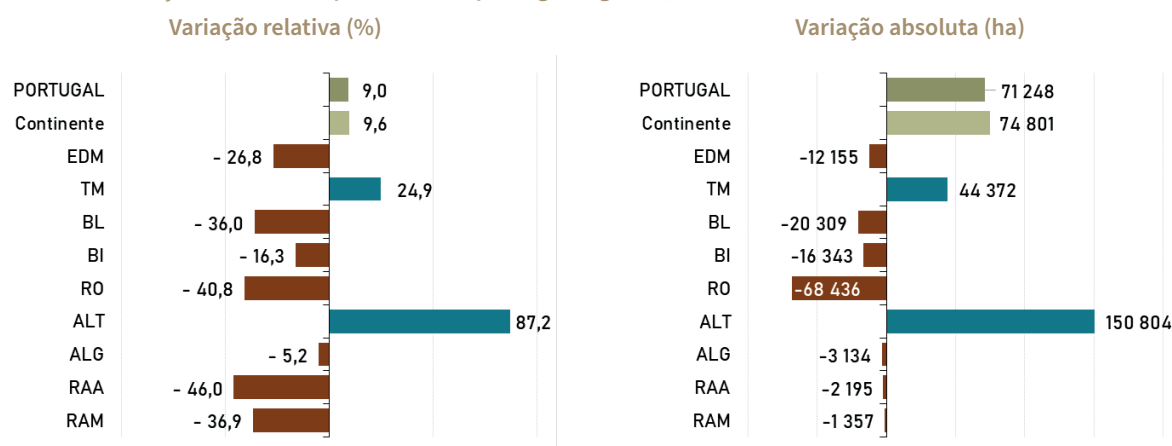 Variação relativa (%)
PORTUGAL 9,0
Continente 9,6
EDM - 26,8
TM 24,9
BL - 36,0
BI - 16,3
RO - 40,8
ALT 87,2
ALG - 5,2
RAA - 46,0
RAM - 36,9
Variação absoluta (ha)
PORTUGAL 71 248
Continente 74 801
EDM -12 155
TM 44 372
BL -20 309
BI -16 343
RO -68 436
ALT 150 804
ALG -3 134
RAA -2 195
RAM -1 357